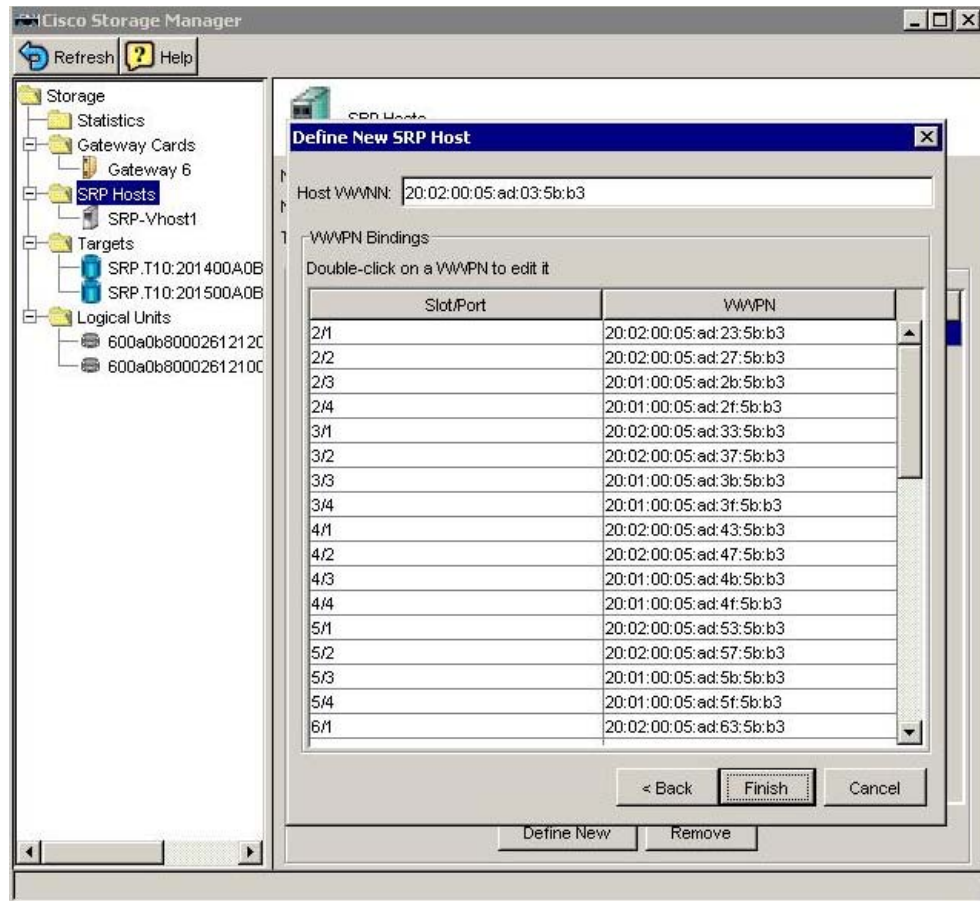 Cisco Storage Manager
Refresh
Help
Storage
Statistics
Gateway Cards
Gateway 6
SRP Hosts
SRP-Vhost1
Targets
SRP.T10:201400A0B
SRP.T10:201500A0B
Logical Units
600a0b80002612120
600a0b80002612100
SRP Hosts
Define New SRP Host
Host WWNN: 20:02:00:05:ad:03:5b:b3
WWPN Bindings
Double-click on a WWPN to edit it
Slot/Port WWPN
2/1 20:02:00:05:ad:23:5b:b3
2/2 20:02:00:05:ad:27:5b:b3
2/3 20:01:00:05:ad:2b:5b:b3
2/4 20:01:00:05:ad:2f:5b:b3
3/1 20:02:00:05:ad:33:5b:b3
3/2 20:02:00:05:ad:37:5b:b3
3/3 20:01:00:05:ad:3b:5b:b3
3/4 20:01:00:05:ad:3f:5b:b3
4/1 20:02:00:05:ad:43:5b:b3
4/2 20:02:00:05:ad:47:5b:b3
4/3 20:01:00:05:ad:4b:5b:b3
4/4 20:01:00:05:ad:4f:5b:b3
5/1 20:02:00:05:ad:53:5b:b3
5/2 20:02:00:05:ad:57:5b:b3
5/3 20:01:00:05:ad:5b:5b:b3
5/4 20:01:00:05:ad:5f:5b:b3
6/1 20:02:00:05:ad:63:5b:b3
< Back Finish Cancel
Define New Remove